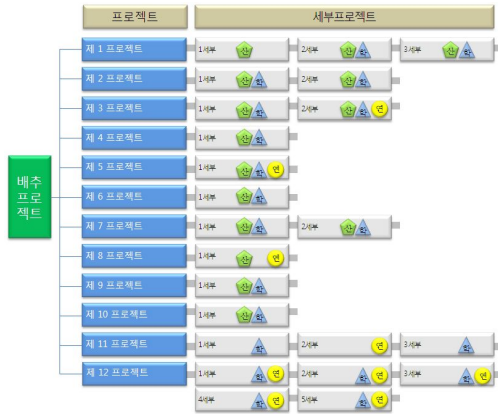 프로젝트 세부프로젝트
배추
프로
젝트
제 1 프로젝트 1세부 산 2세부 산 학 3세부 산 학
제 2 프로젝트 1세부 산 학 2세부 산 학
제 3 프로젝트 1세부 산 학 2세부 산 학 연
제 4 프로젝트 1세부 산 학
제 5 프로젝트 1세부 산 학 연
제 6 프로젝트 1세부 산 학
제 7 프로젝트 1세부 산 학 2세부 산 학
제 8 프로젝트 1세부 산 연
제 9 프로젝트 1세부 산 학
제 10 프로젝트 1세부 산 학
제 11 프로젝트 1세부 학 2세부 연 3세부 학
제 12 프로젝트 1세부 학 연 2세부 학 연 3세부 학 연
4세부 학 연 5세부 학 연